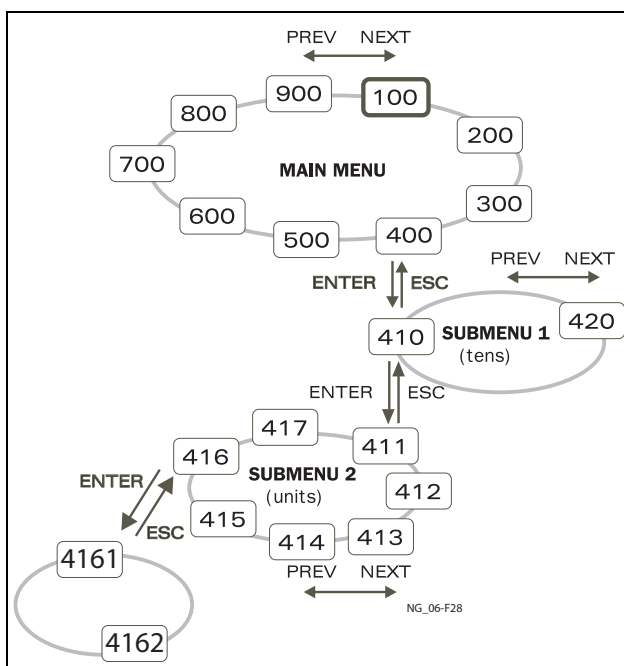 PREV NEXT
900 100
800 200
700 MAIN MENU 300
600 500 400
ENTER ESC
PREV NEXT
410 SUBMENU 1 420
(tens)
ENTER ESC
417 411
416 SUBMENU 2 412
(units)
ENTER ESC
415 414 413
PREV NEXT
4161
4162
NG_06-F28